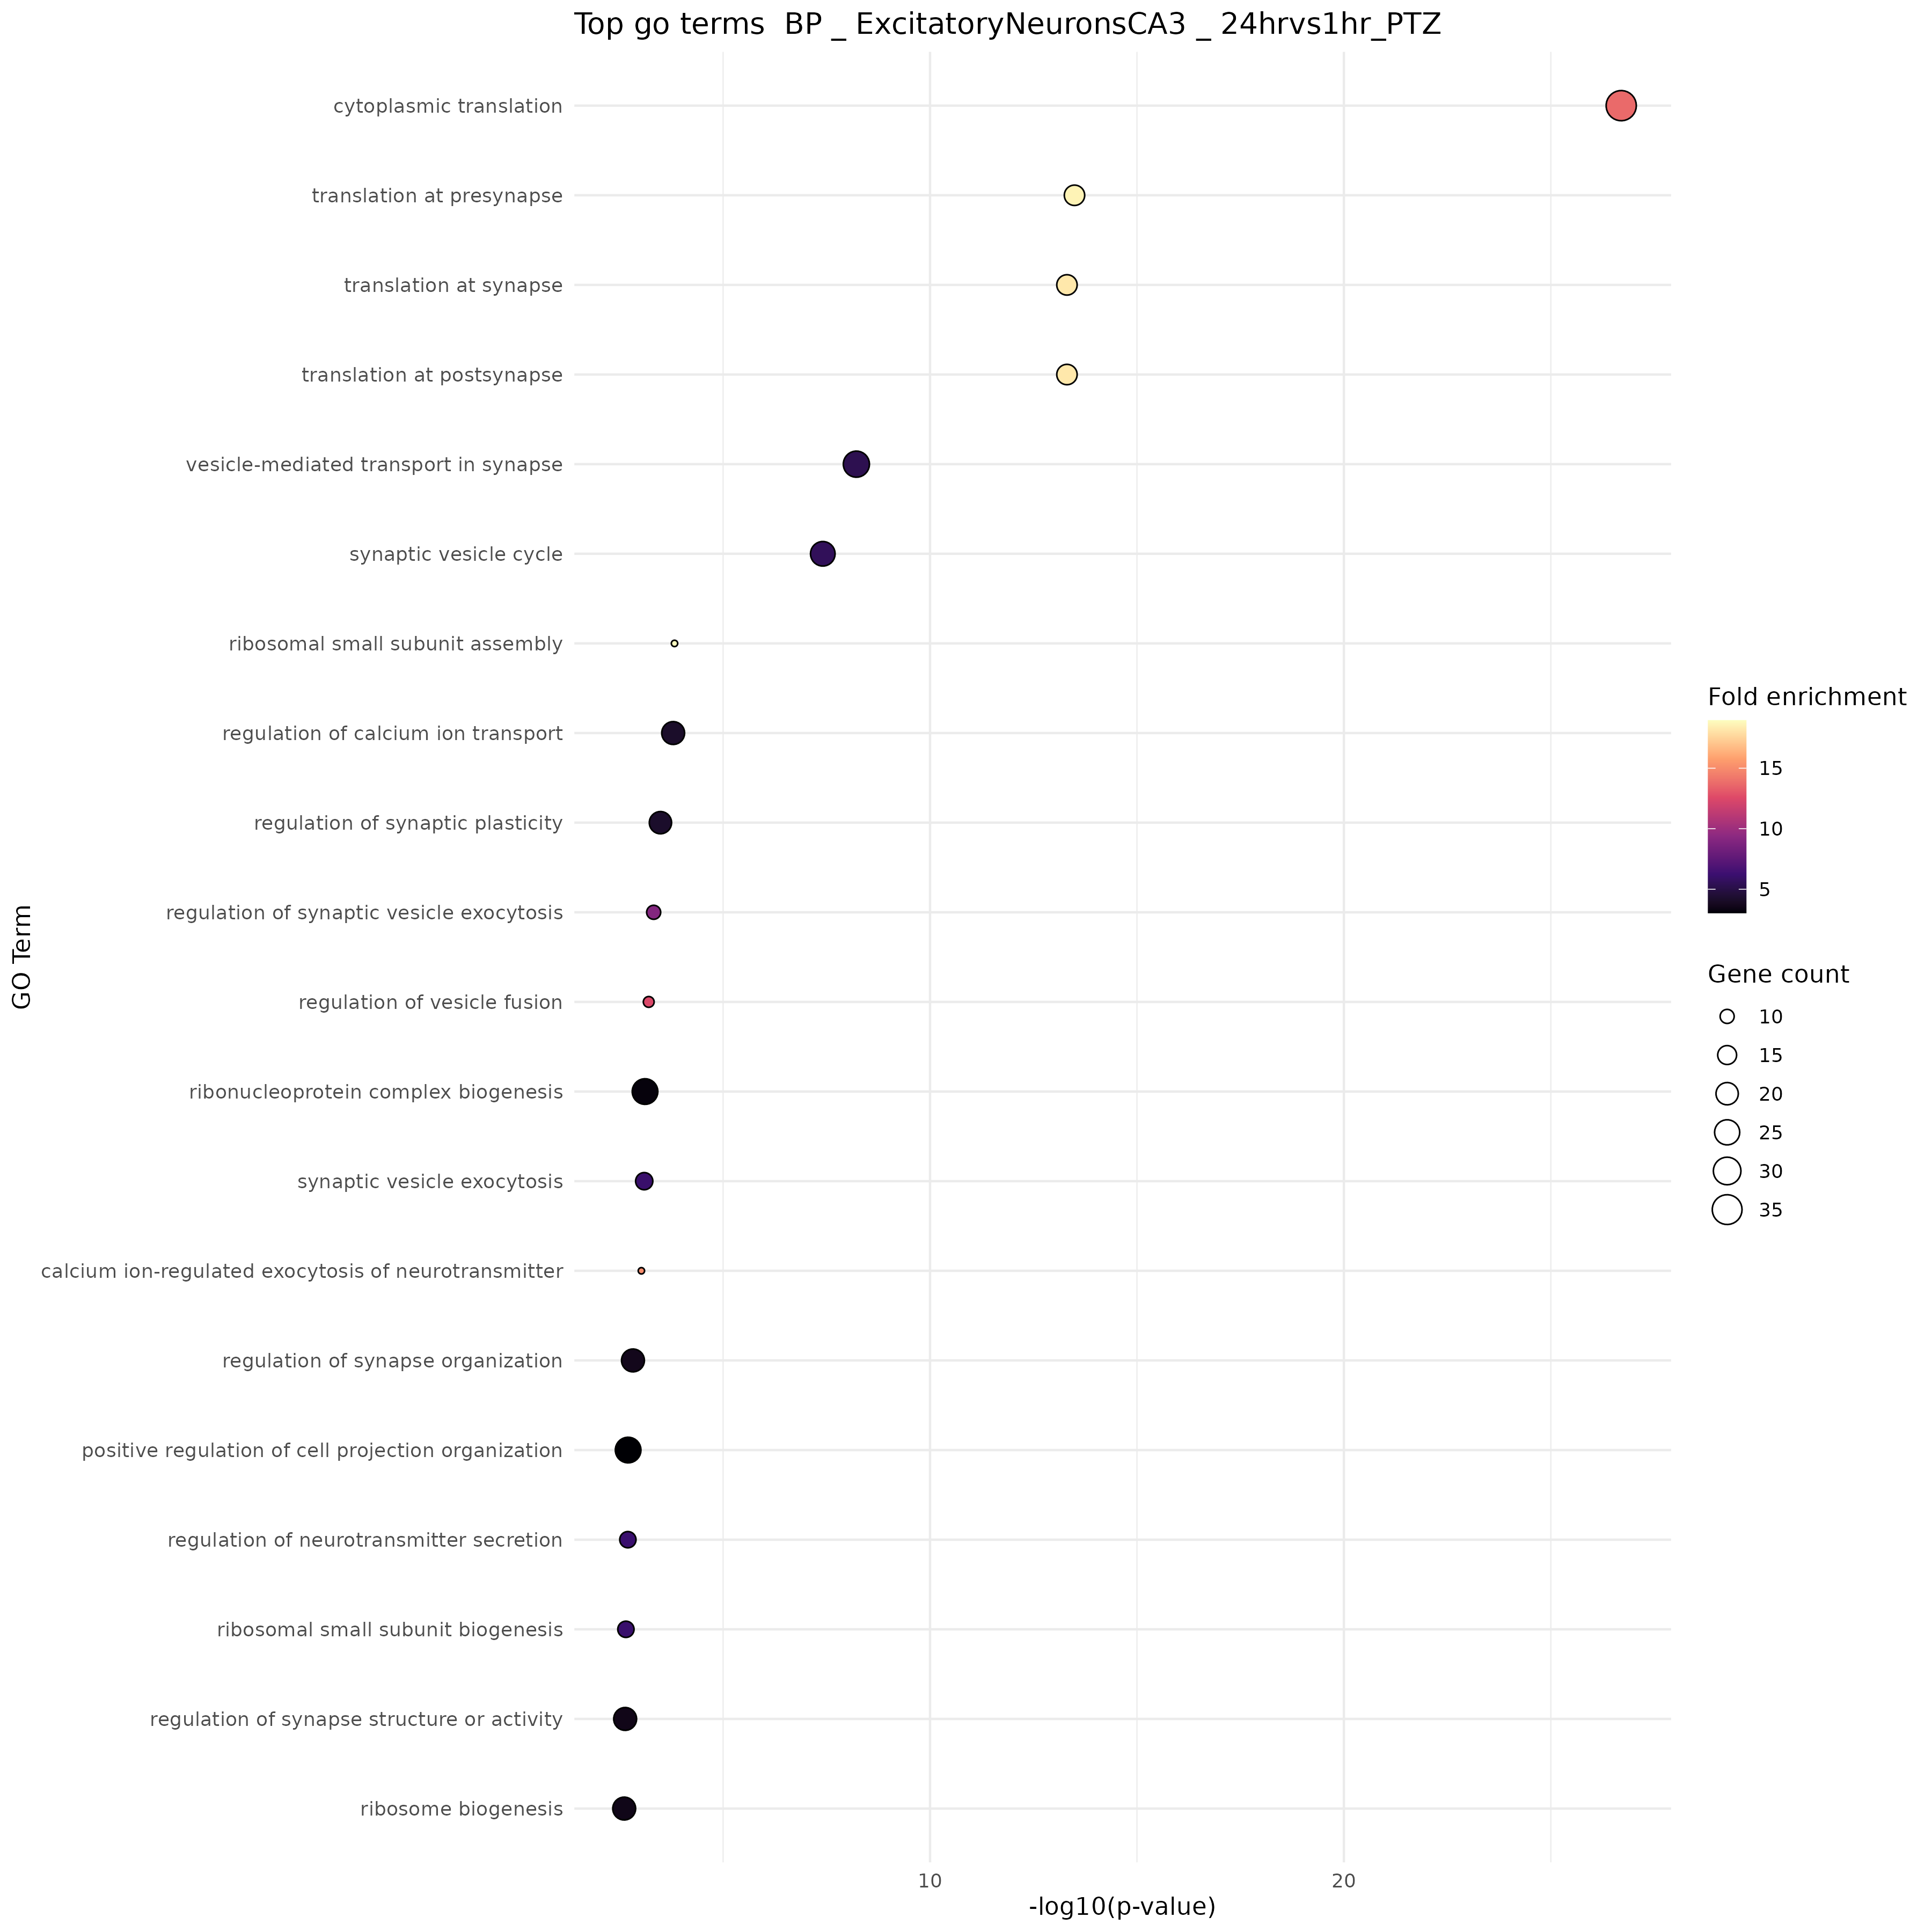 Top go terms  BP _ ExcitatoryNeuronsCA3 _ 24hrvs1hr_PTZ
GO Term
cytoplasmic translation
translation at presynapse
translation at synapse
translation at postsynapse
vesicle-mediated transport in synapse
synaptic vesicle cycle
ribosomal small subunit assembly
regulation of calcium ion transport
regulation of synaptic plasticity
regulation of synaptic vesicle exocytosis
regulation of vesicle fusion
ribonucleoprotein complex biogenesis
synaptic vesicle exocytosis
calcium ion-regulated exocytosis of neurotransmitter
regulation of synapse organization
positive regulation of cell projection organization
regulation of neurotransmitter secretion
ribosomal small subunit biogenesis
regulation of synapse structure or activity
ribosome biogenesis
10
20
-log10(p-value)
Fold enrichment
15
10
5
Gene count
10
15
20
25
30
35